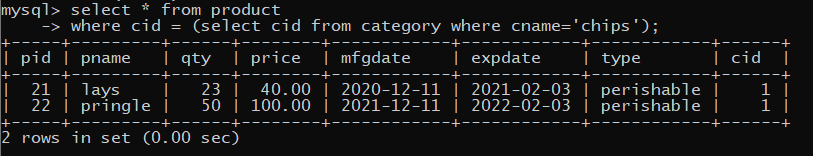 mysql> select * from product
    -> where cid = (select cid from category where cname='chips');
+-----+---------+------+--------+------------+------------+------------+------+
| pid | pname   | qty  | price  | mfgdate    | expdate    | type       | cid  |
+-----+---------+------+--------+------------+------------+------------+------+
|  21 | lays    |   23 |  40.00 | 2020-12-11 | 2021-02-03 | perishable |    1 |
|  22 | pringle |   50 | 100.00 | 2021-12-11 | 2022-02-03 | perishable |    1 |
+-----+---------+------+--------+------------+------------+------------+------+
2 rows in set (0.00 sec)